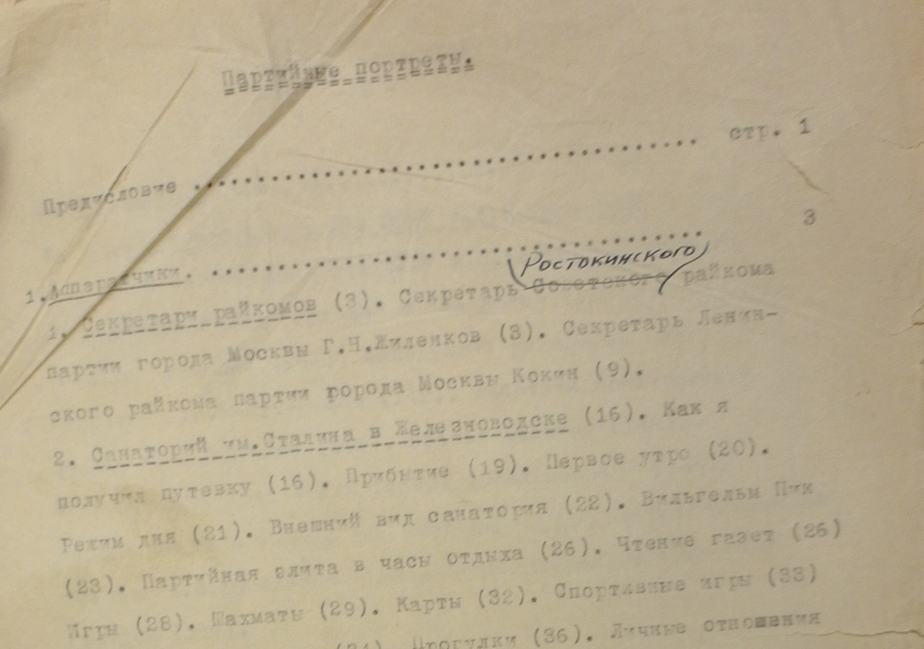 Партийные портреты.
Предисловие ........................................ стр. 1
1. Аппаратчики. ........................................ 3
Ростокинского
1. Секретари райкомов (3). Секретарь Советского райкома
партии города Москвы Г.Н.Жиленков (3). Секретарь Ленин-
ского райкома партии города Москвы Кокин (9).
2. Санаторий им.Сталина в Железноводске (16). Как я
получил путевку (16). Прибытие (19). Первое утро (20).
Режим дня (21). Внешний вид санатория (22). Вильгельм Пик
(23). Партийная элита в часы отдыха (26). Чтение газет (26)
Игры (28). Шахматы (29). Карты (32). Спортивные игры (33)
Прогулки (36). Личные отношения